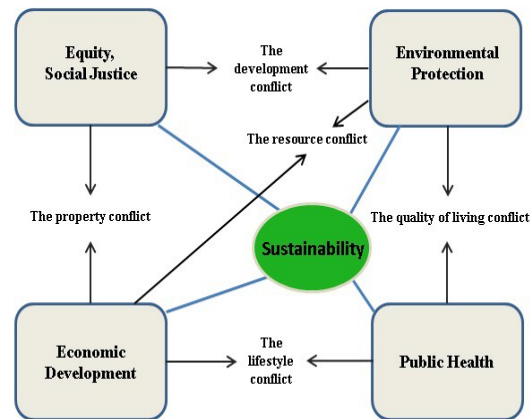 Equity,
Social Justice
The
development
conflict
Environmental
Protection
The resource conflict
The property conflict
The quality of living conflict
Sustainability
Economic
Development
The
lifestyle
conflict
Public Health